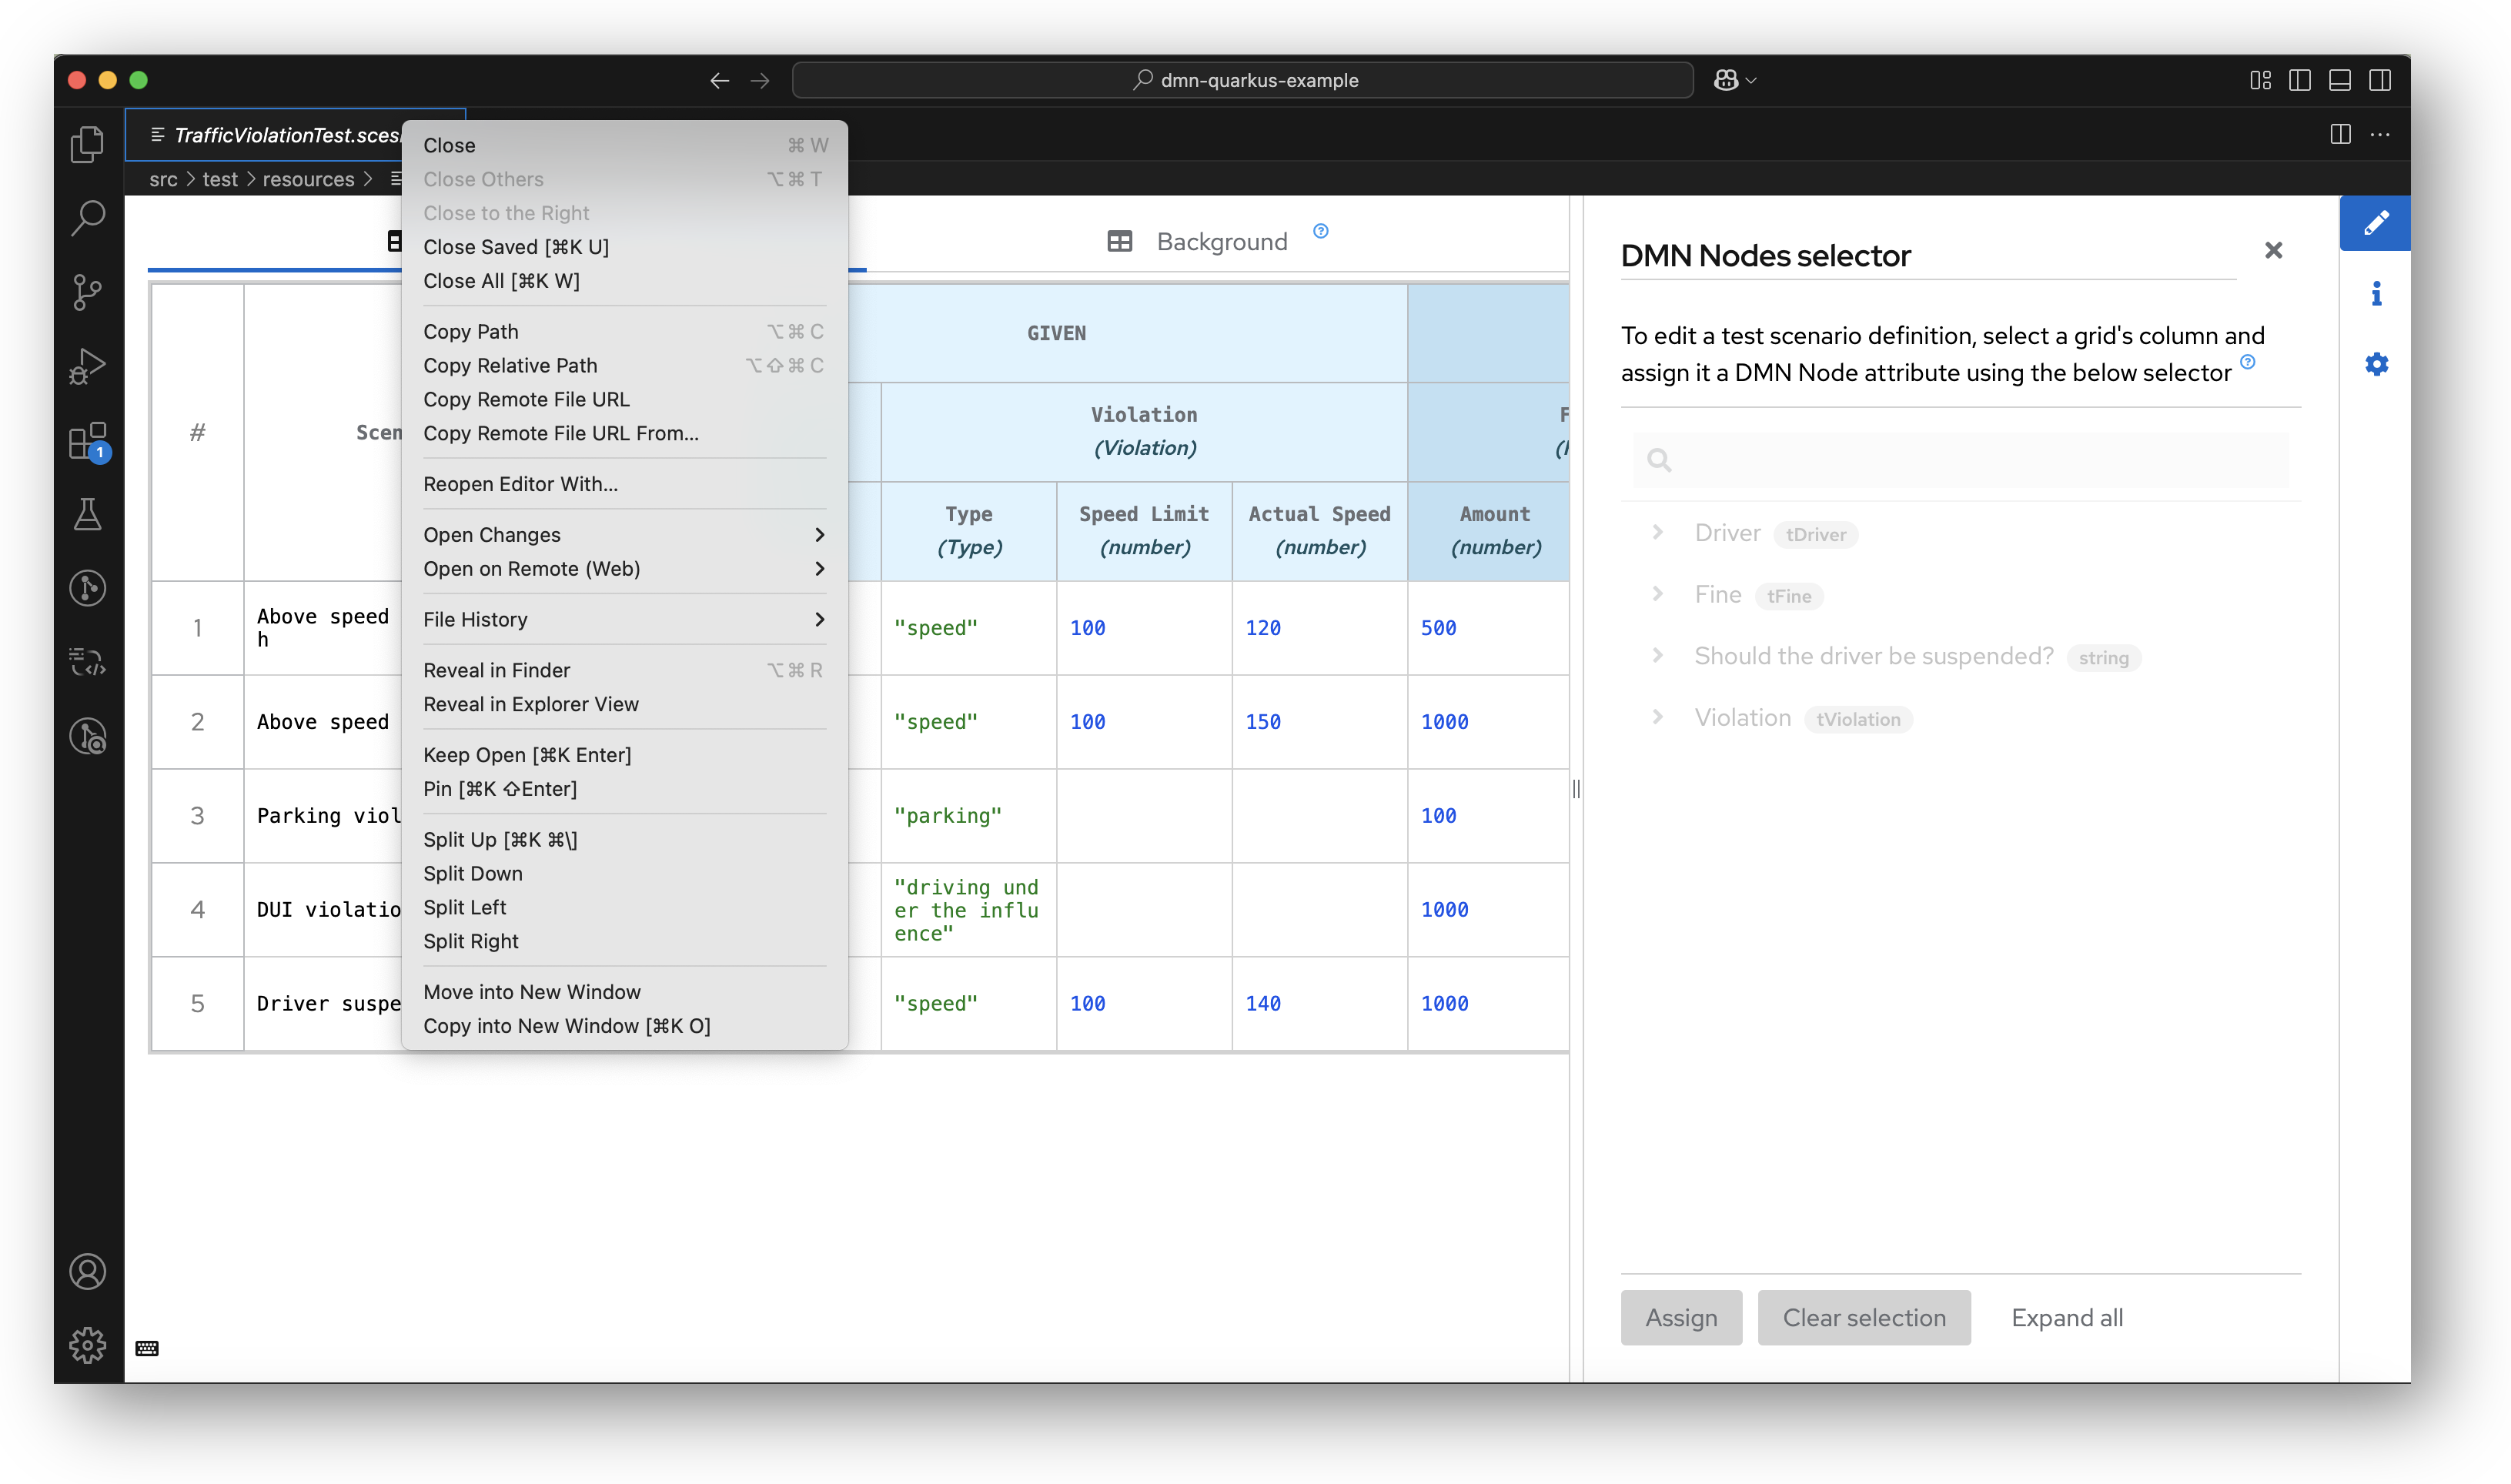 dmn-quarkus-example
TrafficViolationTest.scesi
src > test > resources >
Close ⌘ W
Close Others ⌥ ⌘ T
Close to the Right
Close Saved [⌘K U]
Close All [⌘K W]
Copy Path ⌥ ⌘ C
Copy Relative Path ⌥ ⇧ ⌘ C
Copy Remote File URL
Copy Remote File URL From...
Reopen Editor With...
Open Changes
Open on Remote (Web)
File History
Reveal in Finder ⌥ ⌘ R
Reveal in Explorer View
Keep Open [⌘K Enter]
Pin [⌘K ⇧Enter]
Split Up [⌘K ⌘\]
Split Down
Split Left
Split Right
Move into New Window
Copy into New Window [⌘K O]
1
Background
#
Scen
GIVEN
Violation
(Violation)
Type
(Type)
Speed Limit
(number)
Actual Speed
(number)
Amount
(number)
1
Above speed
h
"speed"
100
120
500
2
Above speed
"speed"
100
150
1000
3
Parking viol
"parking"
100
4
DUI violatio
"driving und
er the influ
ence"
1000
5
Driver suspe
"speed"
100
140
1000
DMN Nodes selector
To edit a test scenario definition, select a grid's column and
assign it a DMN Node attribute using the below selector
Driver tDriver
Fine tFine
Should the driver be suspended? string
Violation tViolation
Assign
Clear selection
Expand all